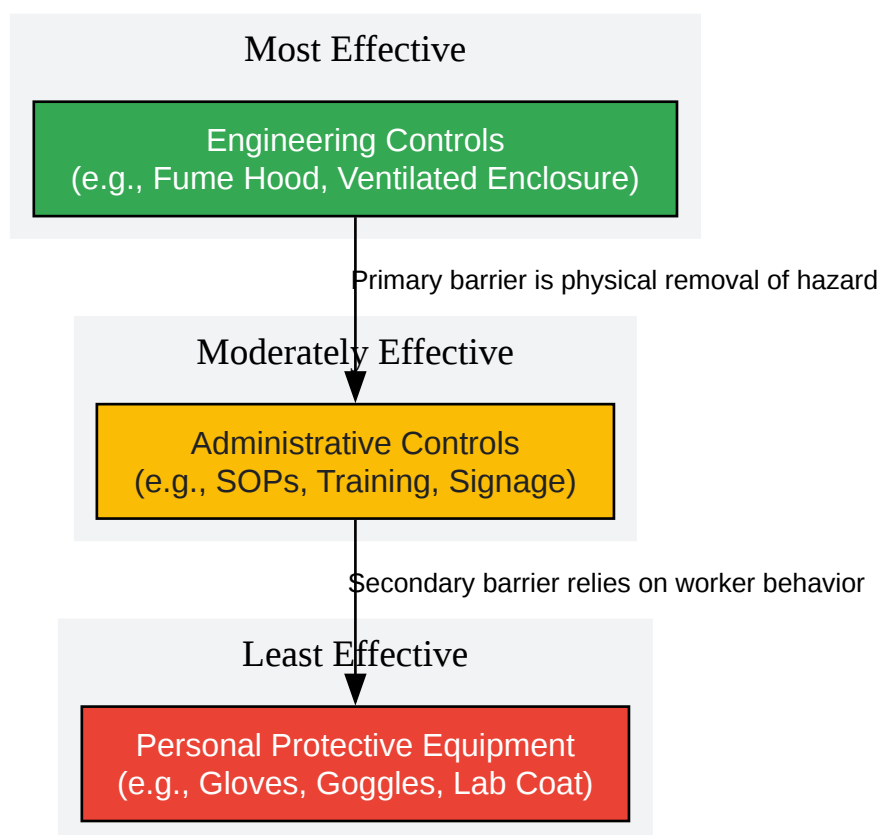 Most Effective
Engineering Controls
(e.g., Fume Hood, Ventilated Enclosure)
Primary barrier is physical removal of hazard
Moderately Effective
Administrative Controls
(e.g., SOPs, Training, Signage)
Secondary barrier relies on worker behavior
Least Effective
Personal Protective Equipment
(e.g., Gloves, Goggles, Lab Coat)